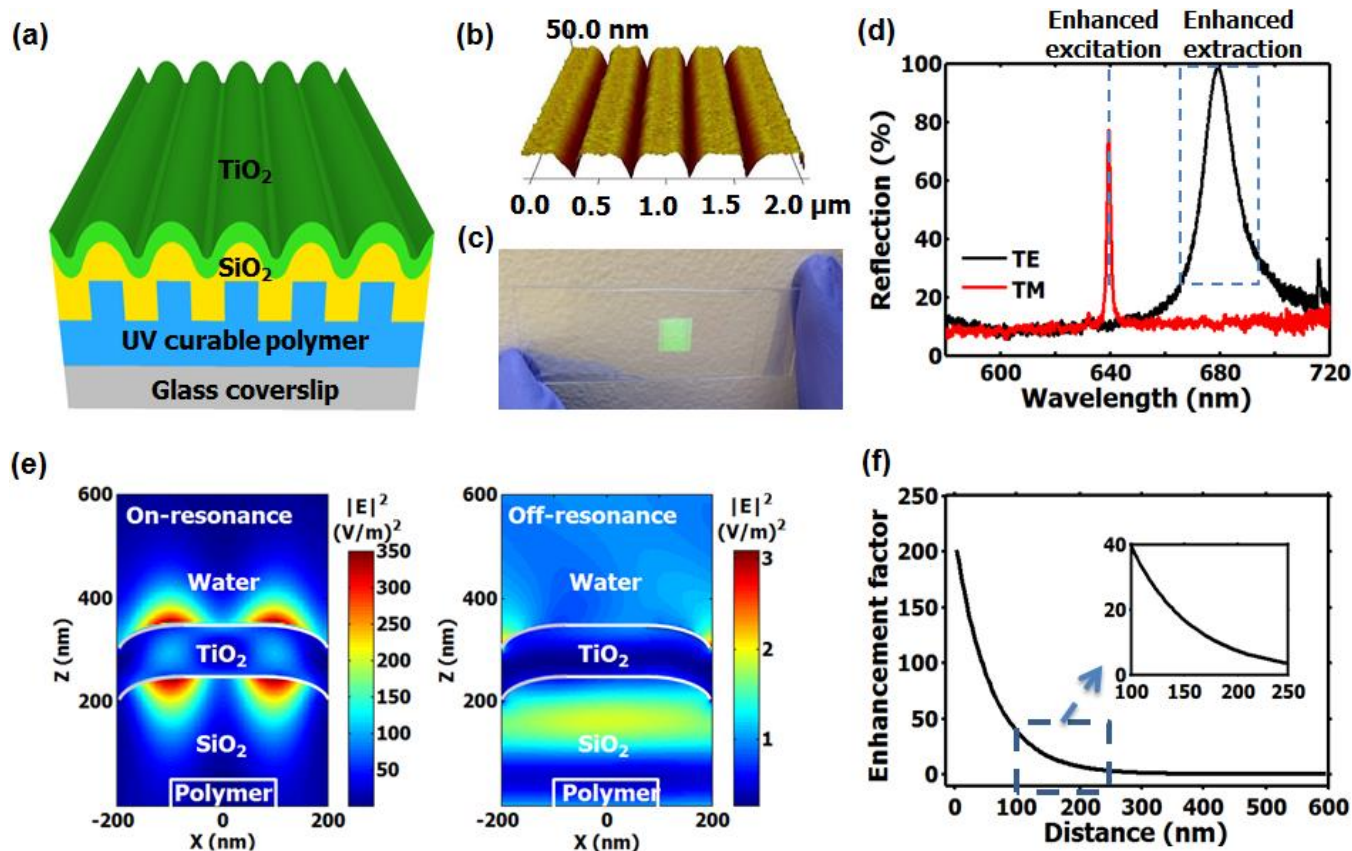 (a)
TiO2
SiO2
UV curable polymer
Glass coverslip
(b)
50.0 nm
0.0 0.5 1.0 1.5 2.0 µm
(c)
(d)
Enhanced excitation
Enhanced extraction
Reflection (%)
100
80
60
40
20
0
TE
TM
600 640 680 720
Wavelength (nm)
(e)
On-resonance
Water
TiO2
SiO2
Polymer
Z (nm)
600
400
200
-200 0 200
X (nm)
|E|2
(V/m)2
350
300
250
200
150
100
50
Off-resonance
Water
TiO2
SiO2
Polymer
Z (nm)
600
400
200
-200 0 200
X (nm)
|E|2
(V/m)2
3
2
1
(f)
Enhancement factor
250
200
150
100
50
0
0 100 200 300 400 500 600
Distance (nm)
40
20
0
100 150 200 250